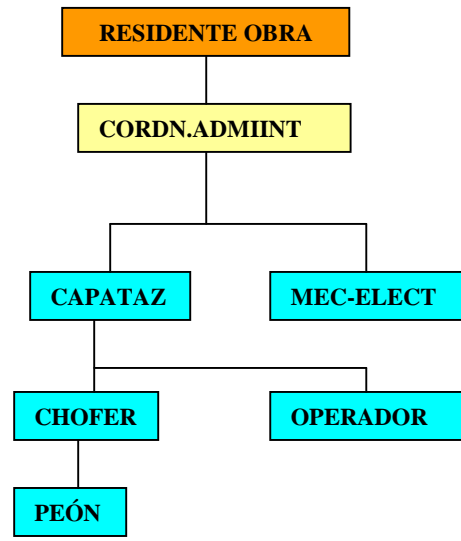 RESIDENTE OBRA
CORDN.ADMIINT
CAPATAZ
MEC-ELECT
CHOFER
OPERADOR
PEÓN